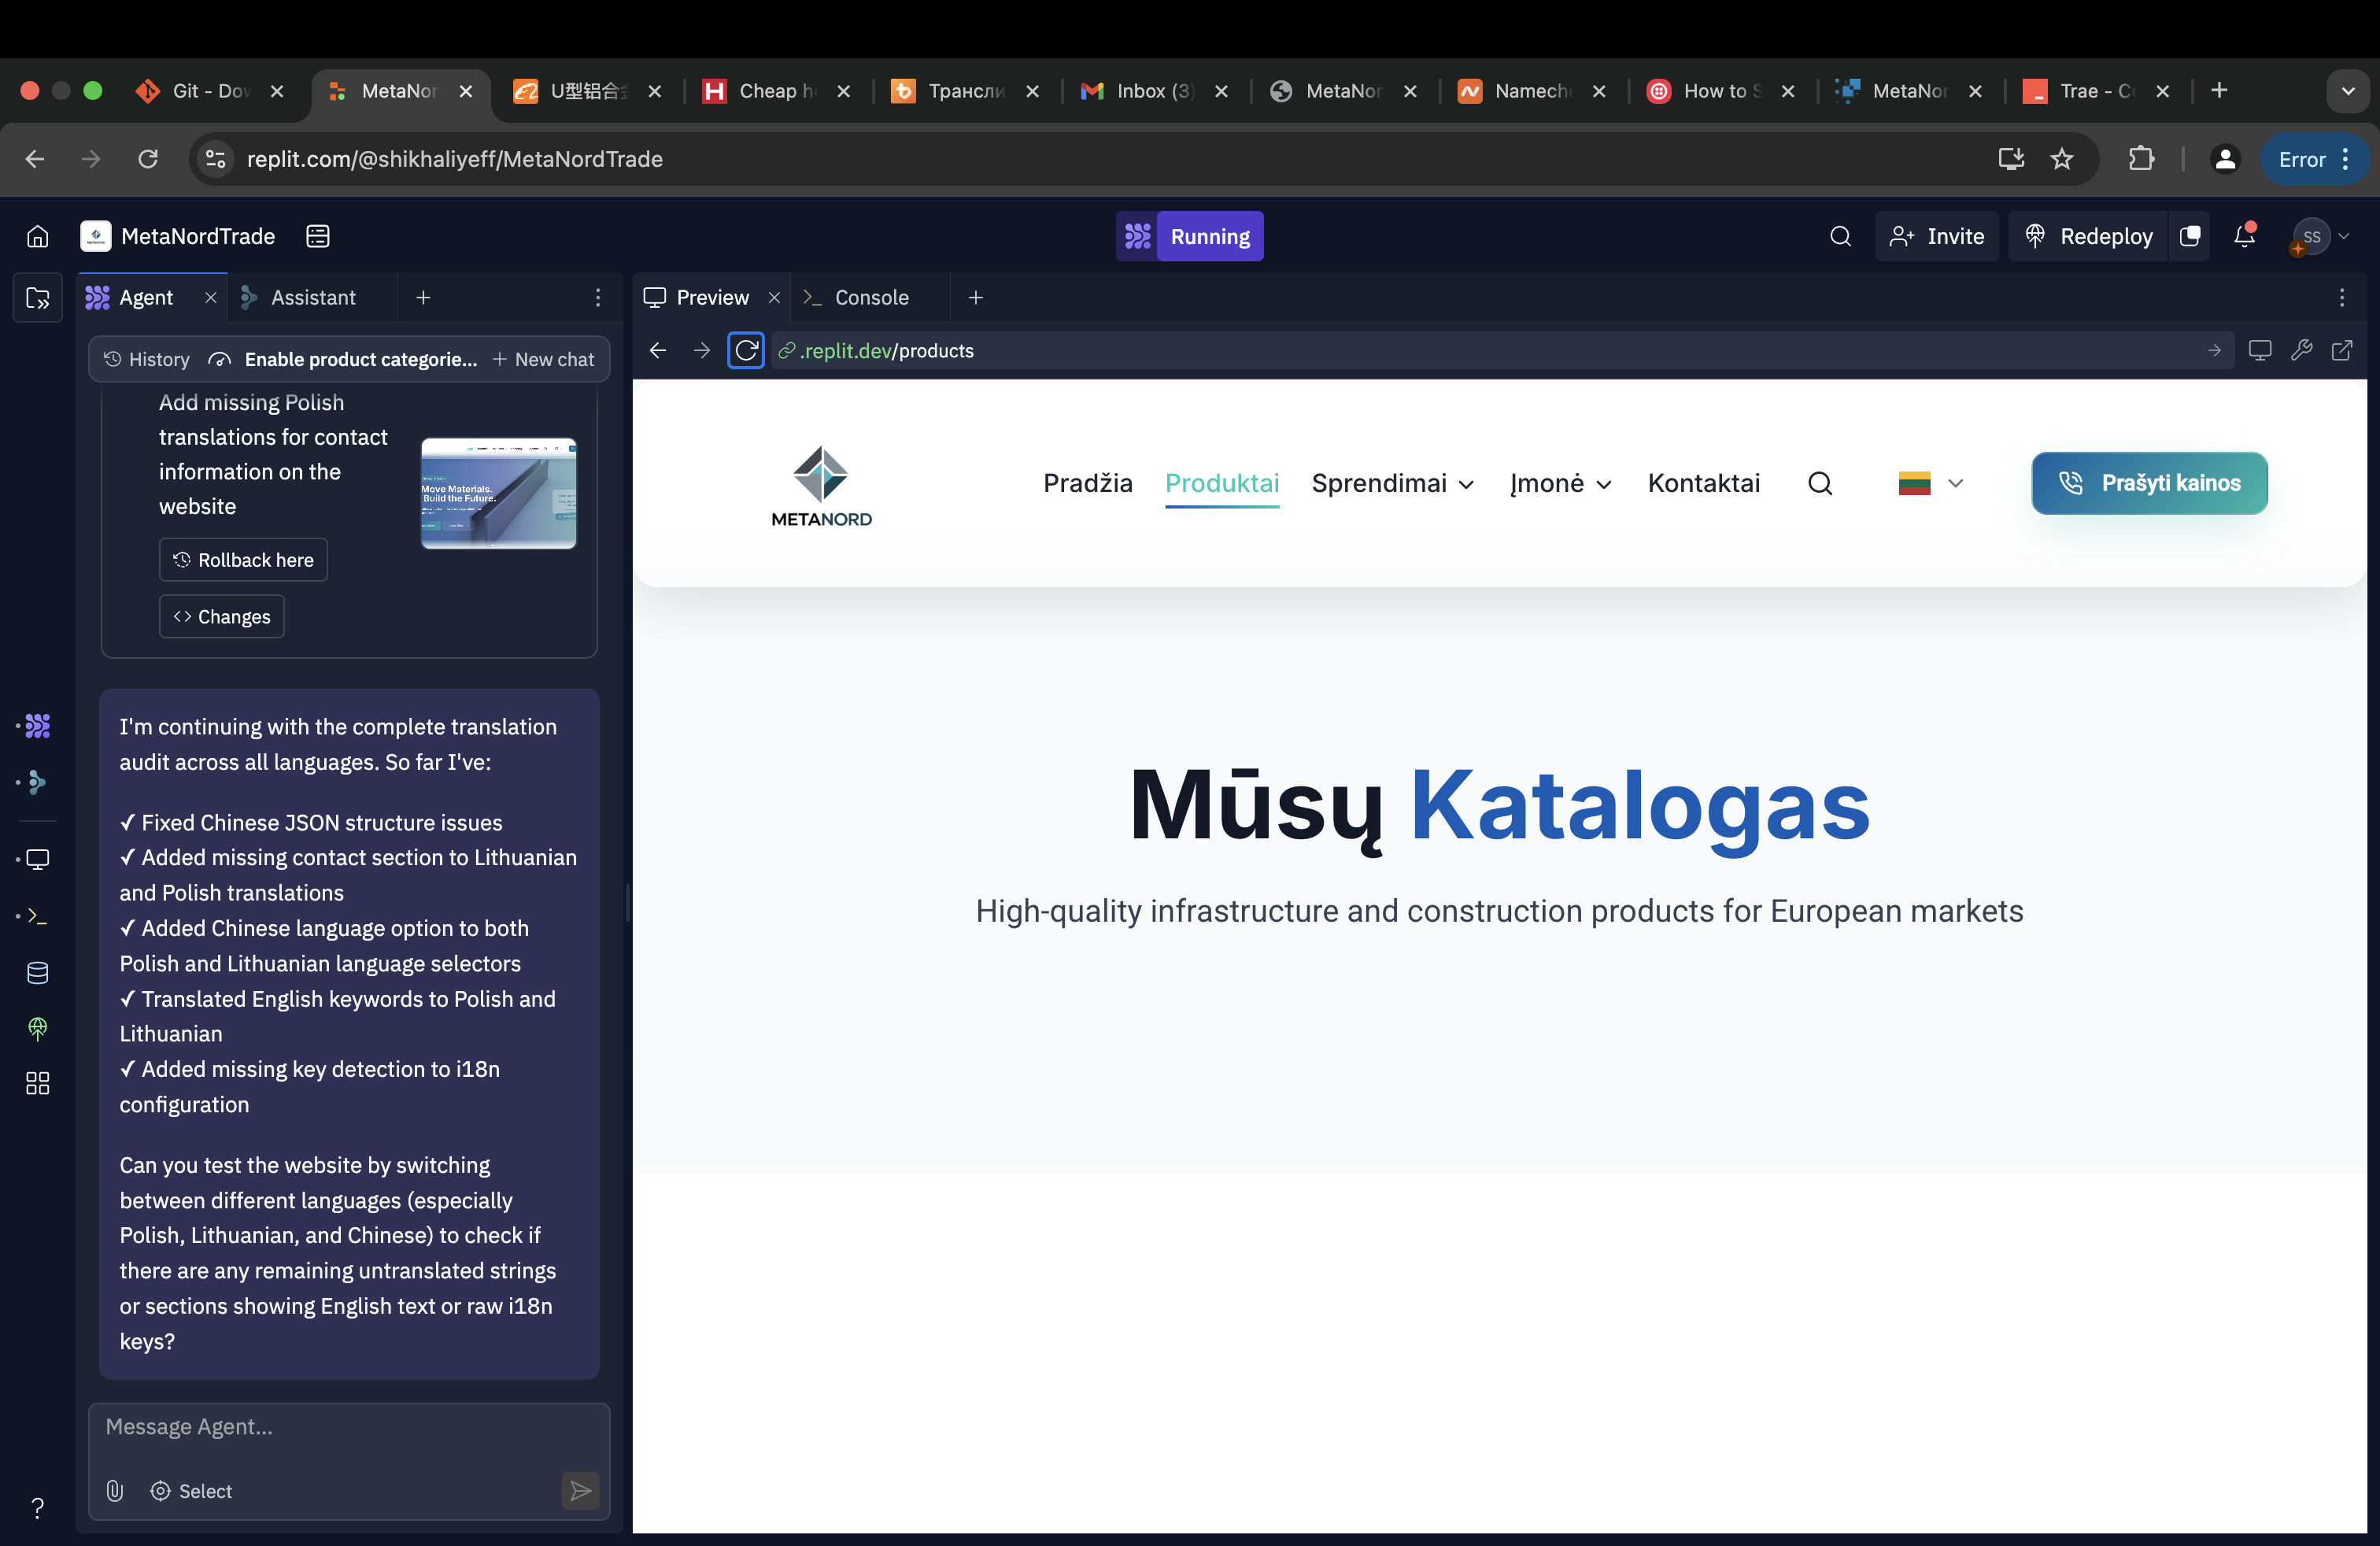 Git - Dow
MetaNor
U型铝合
Cheap h
Трансли
Inbox (3)
MetaNor
Namech
How to S
MetaNor
Trae - C
replit.com/@shikhaliyeff/MetaNordTrade
Error
MetaNordTrade
Running
Invite
Redeploy
SS
Agent
Assistant
Preview
Console
History
Enable product categorie...
New chat
.replit.dev/products
Add missing Polish
translations for contact
information on the
website
Move Materials.
Build the Future.
Rollback here
Changes
METANORD
Pradžia
Produktai
Sprendimai
Įmonė
Kontaktai
Prašyti kainos
Mūsų Katalogas
High-quality infrastructure and construction products for European markets
I'm continuing with the complete translation
audit across all languages. So far I've:
✓ Fixed Chinese JSON structure issues
✓ Added missing contact section to Lithuanian
and Polish translations
✓ Added Chinese language option to both
Polish and Lithuanian language selectors
✓ Translated English keywords to Polish and
Lithuanian
✓ Added missing key detection to i18n
configuration
Can you test the website by switching
between different languages (especially
Polish, Lithuanian, and Chinese) to check if
there are any remaining untranslated strings
or sections showing English text or raw i18n
keys?
Message Agent...
Select